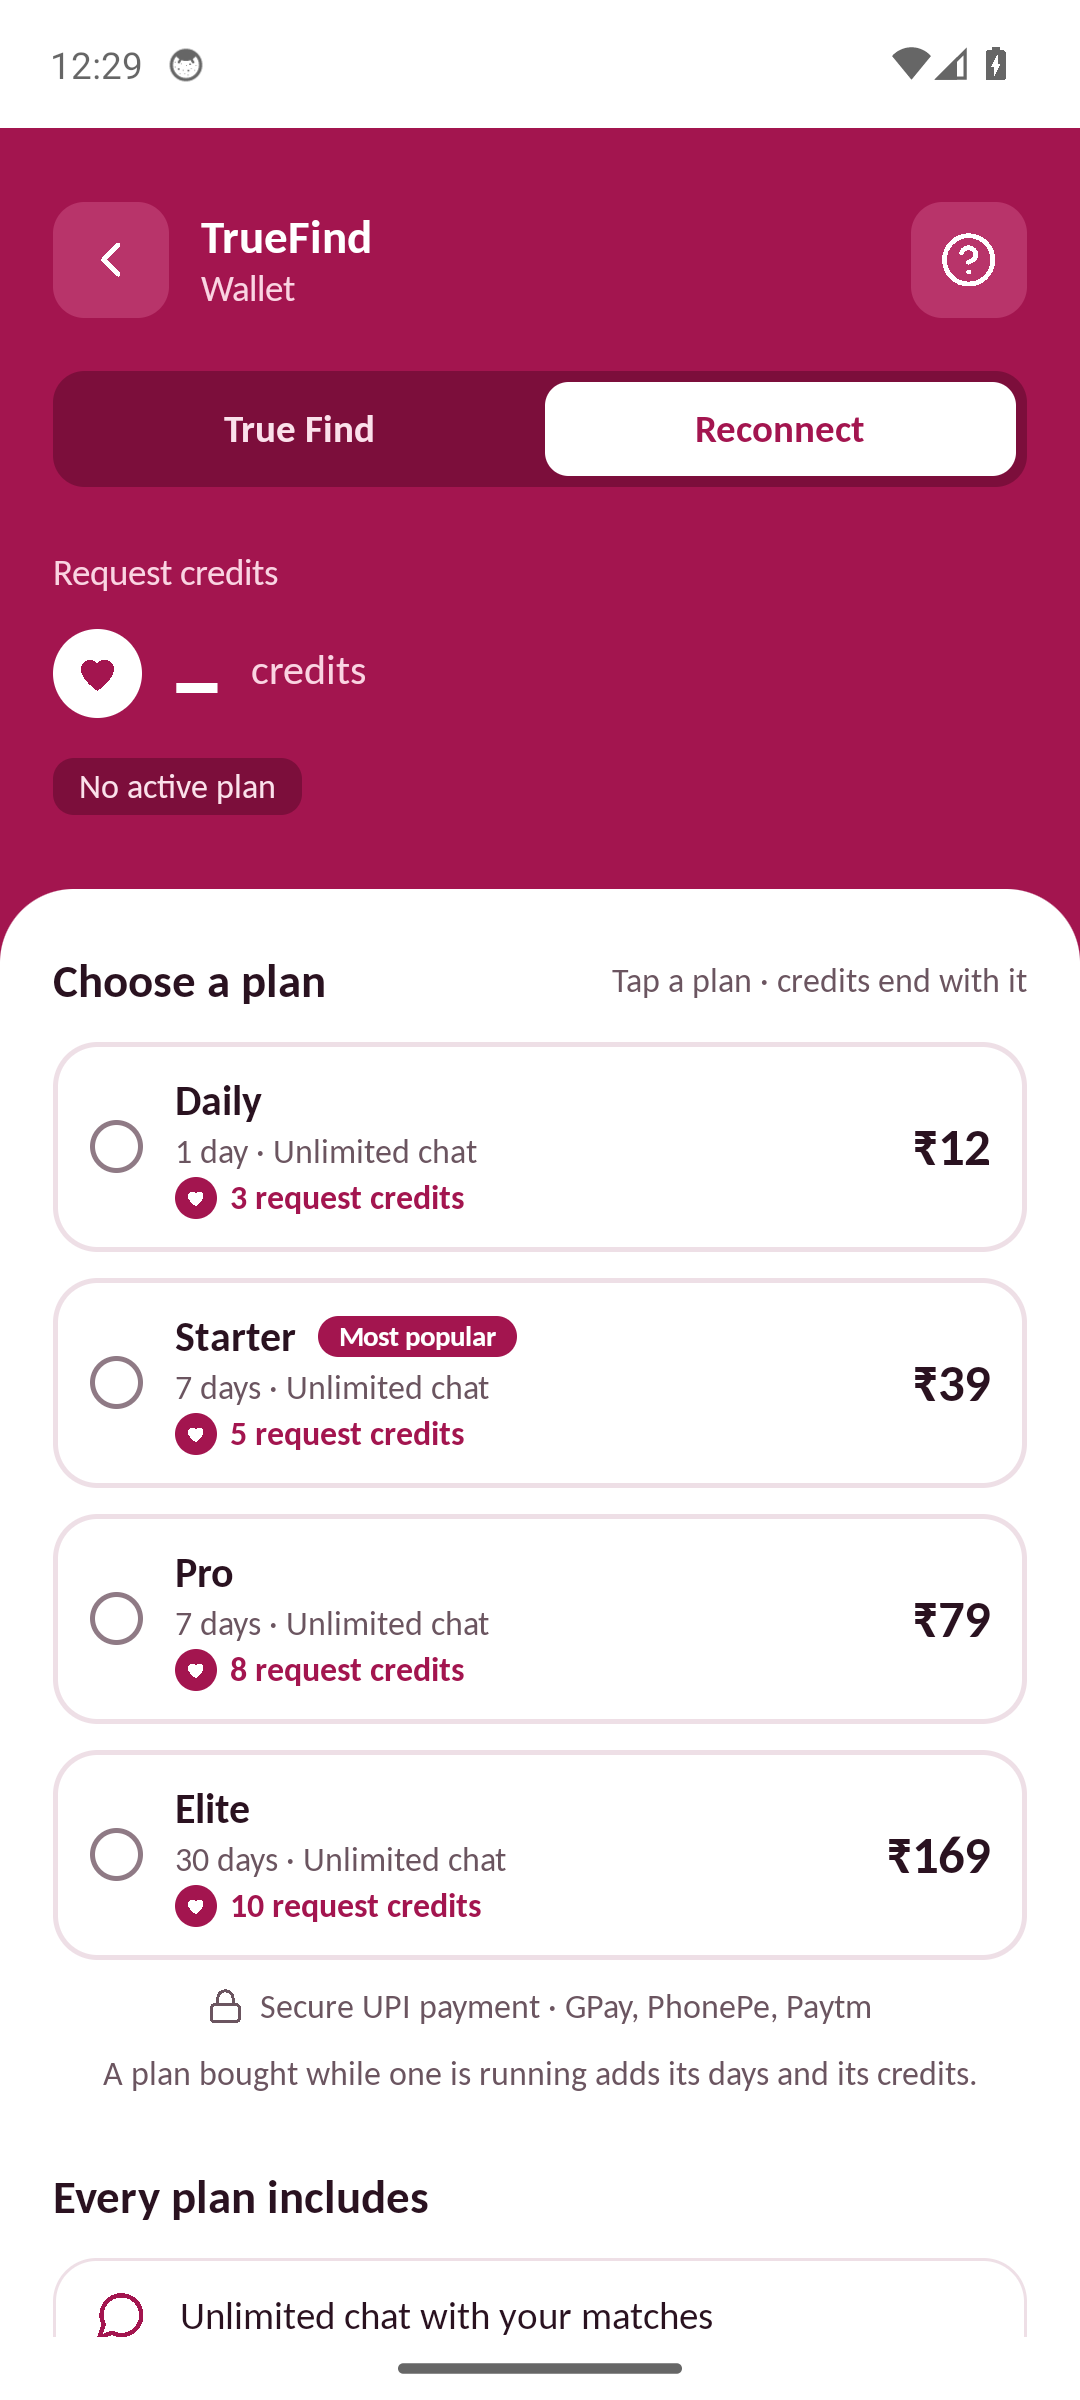 12:29
TrueFind
Wallet
True Find
Reconnect
Request credits
– credits
No active plan
Choose a plan
Tap a plan · credits end with it
Daily
1 day · Unlimited chat
3 request credits
₹12
Starter
Most popular
7 days · Unlimited chat
5 request credits
₹39
Pro
7 days · Unlimited chat
8 request credits
₹79
Elite
30 days · Unlimited chat
10 request credits
₹169
Secure UPI payment · GPay, PhonePe, Paytm
A plan bought while one is running adds its days and its credits.
Every plan includes
Unlimited chat with your matches